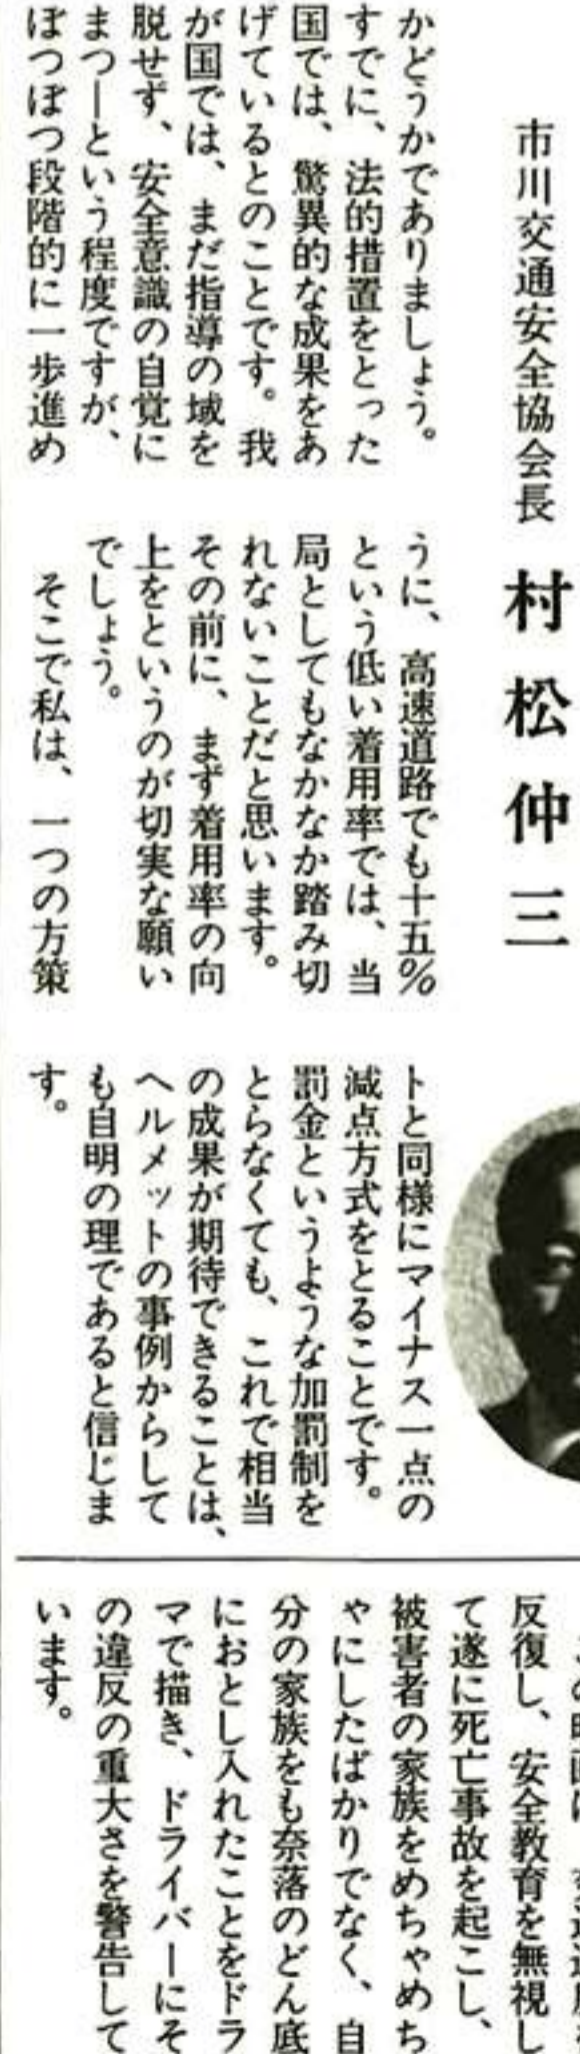 市川交通安全協会長 村松仲三
かどうかでありましょう。
すでに、法的措置をとった
国では、驚異的な成果をあ
げているとのことです。我
が国では、まだ指導の域を
脱せず、安全意識の自覚に
まつ―という程度ですが、
ぼつぼつ段階的に一歩進め
うに、高速道路でも十五%
という低い着用率では、当
局としてもなかなか踏み切
れないことだと思います。
その前に、まず着用率の向
上をというのが切実な願い
でしょう。
そこで私は、一つの方策
トと同様にマイナス一点の
減点方式をとることです。
罰金というような加罰制を
とらなくても、これで相当
の成果が期待できることは、
ヘルメットの事例からして
も自明の理であると信じま
す。
反復し、安全教育を無視し
て遂に死亡事故を起こし、
被害者の家族をめちゃめち
ゃにしたばかりでなく、自
分の家族をも奈落のどん底
におとし入れたことをドラ
マで描き、ドライバーにそ
の違反の重大さを警告して
います。